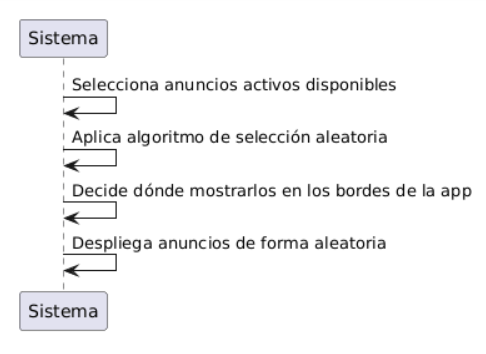 Sistema
Selecciona anuncios activos disponibles
Aplica algoritmo de selección aleatoria
Decide dónde mostrarlos en los bordes de la app
Despliega anuncios de forma aleatoria
Sistema